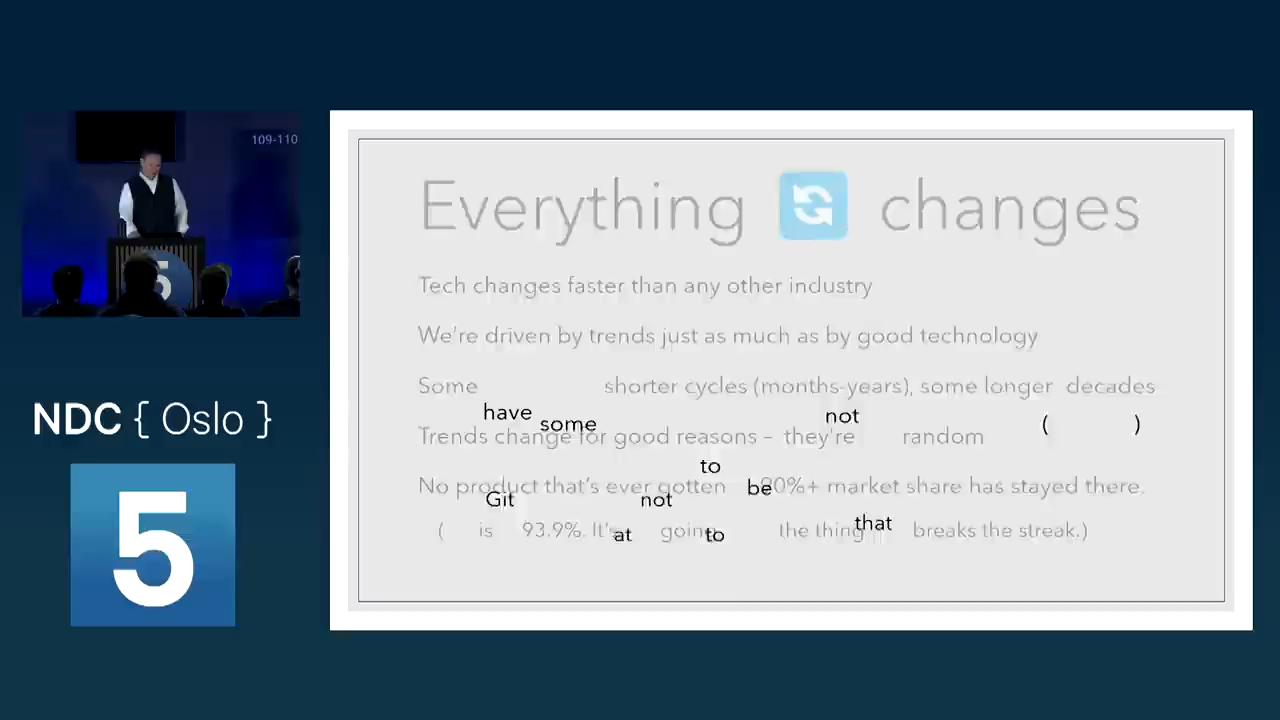 109-110
5
NDC { Oslo }
5
Everything 🔄 changes
Tech changes faster than any other industry
We're driven by trends just as much as by good technology
Some shorter cycles (months-years), some longer decades
have some not ( )
Trends change for good reasons – they're random
to
No product that's ever gotten be 90%+ market share has stayed there.
Git not
( is 93.9%. It's going the thing breaks the streak.)
at to that